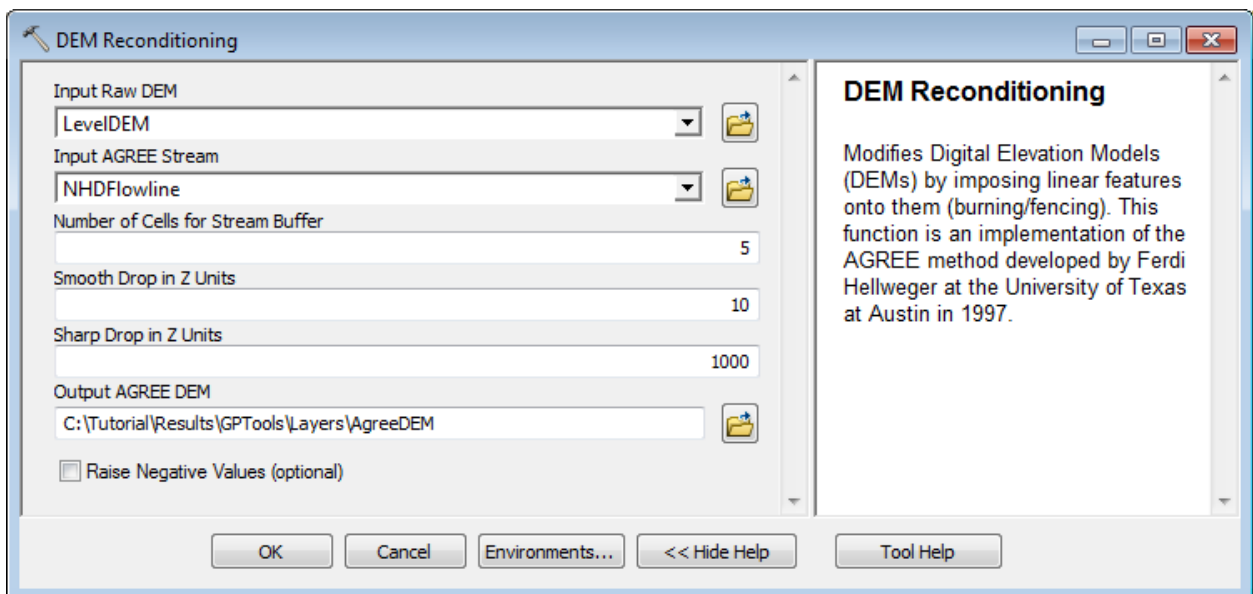 DEM Reconditioning
Input Raw DEM
LevelDEM
Input AGREE Stream
NHDFlowline
Number of Cells for Stream Buffer
5
Smooth Drop in Z Units
10
Sharp Drop in Z Units
1000
Output AGREE DEM
C:\Tutorial\Results\GPTools\Layers\AgreeDEM
Raise Negative Values (optional)
DEM Reconditioning
Modifies Digital Elevation Models
(DEMs) by imposing linear features
onto them (burning/fencing). This
function is an implementation of the
AGREE method developed by Ferdi
Hellweger at the University of Texas
at Austin in 1997.
OK
Cancel
Environments...
<< Hide Help
Tool Help